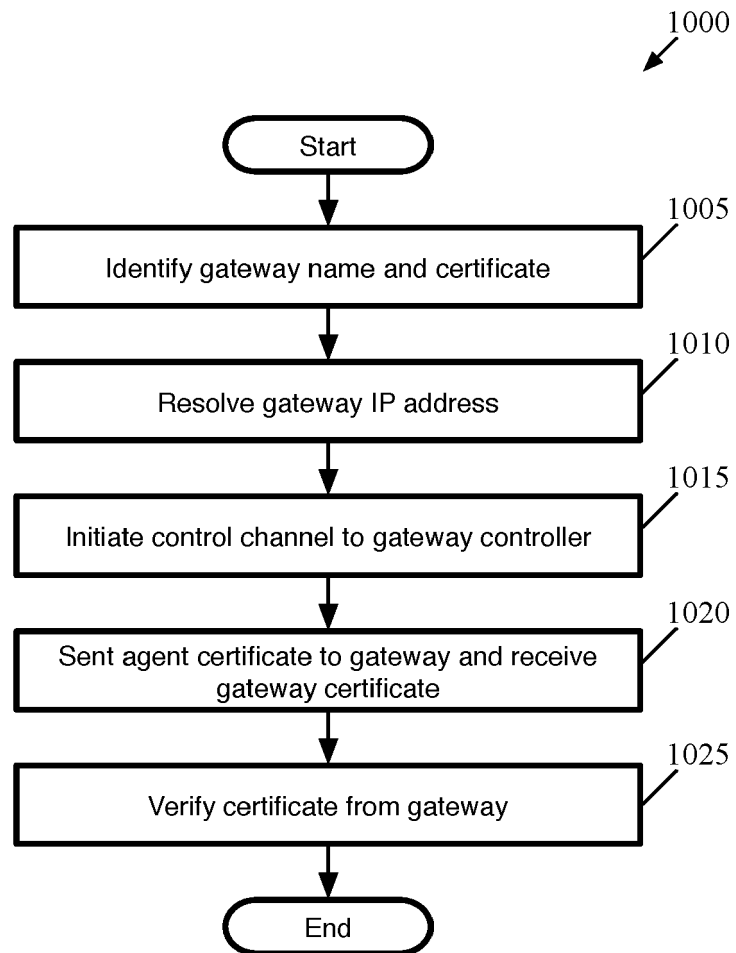 1000
Start
1005
Identify gateway name and certificate
1010
Resolve gateway IP address
1015
Initiate control channel to gateway controller
1020
Sent agent certificate to gateway and receive
gateway certificate
1025
Verify certificate from gateway
End